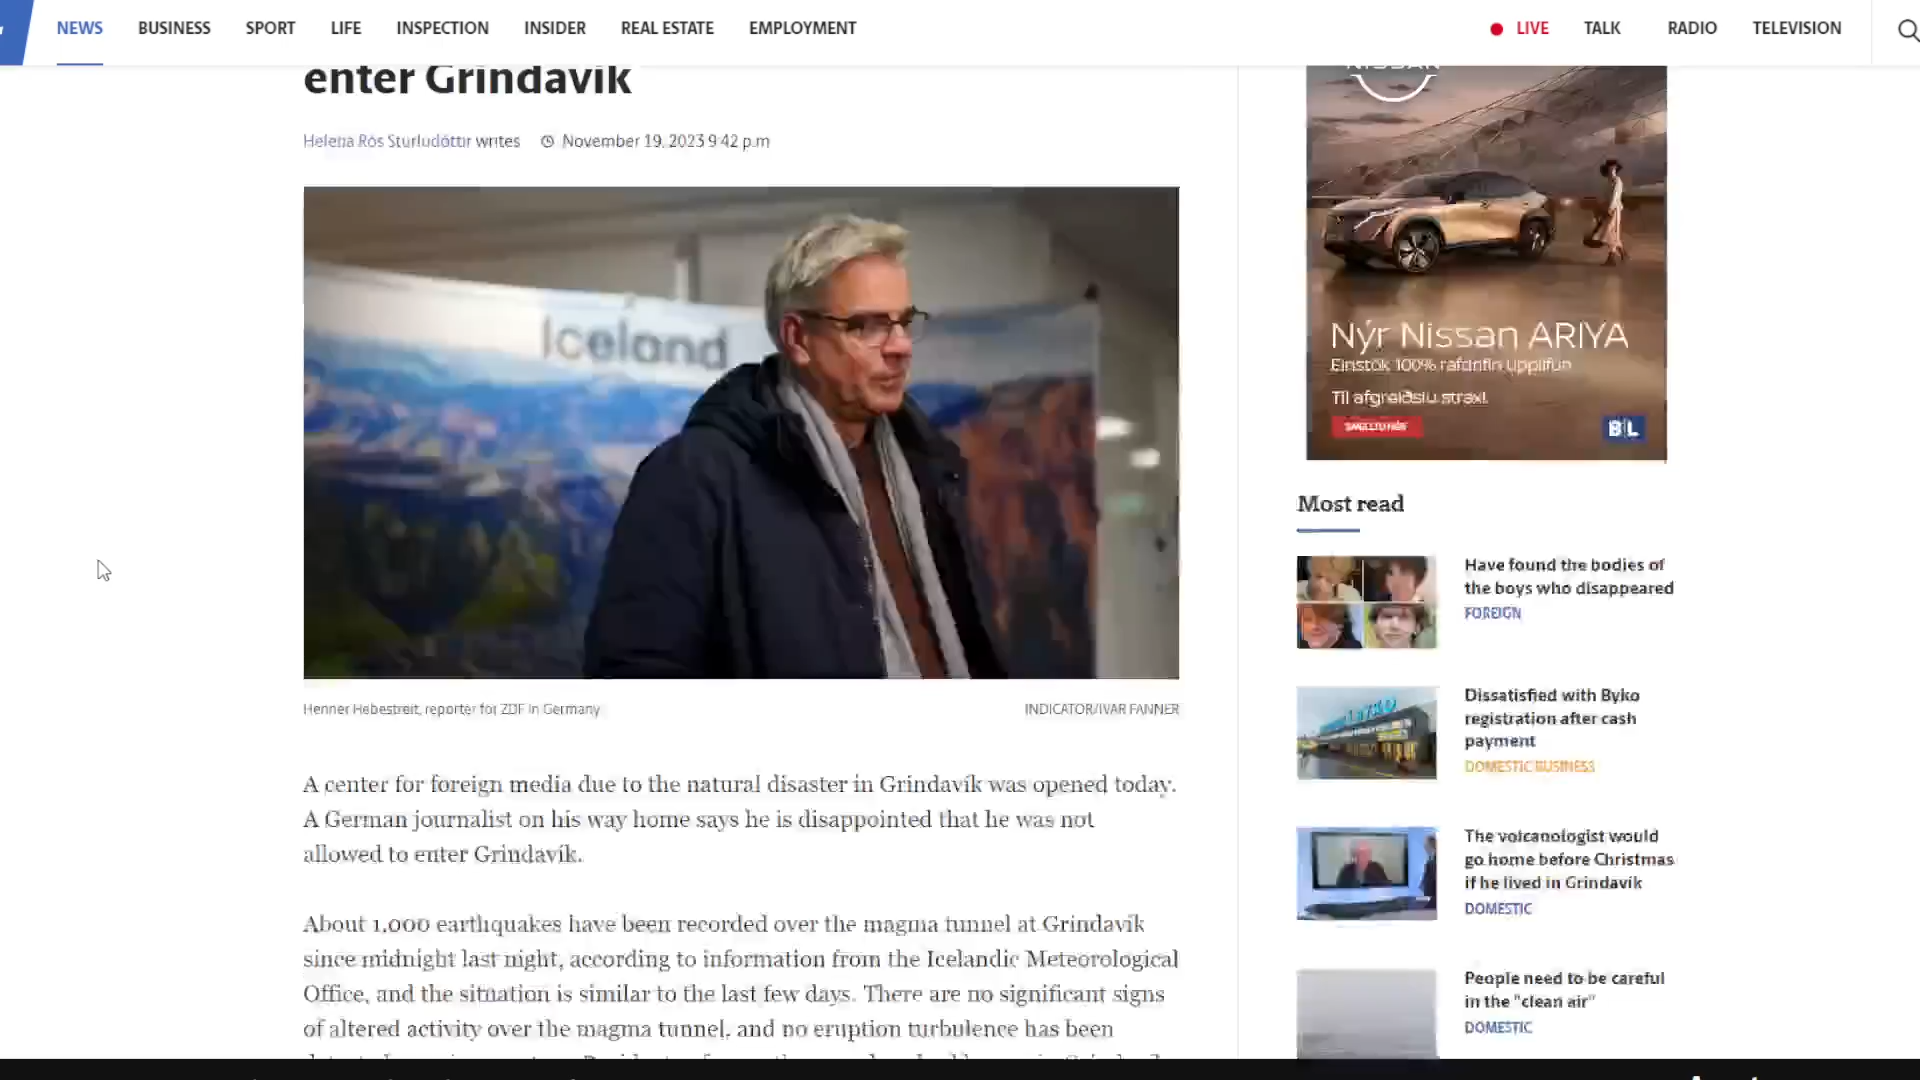 NEWS BUSINESS SPORT LIFE INSPECTION INSIDER REAL ESTATE EMPLOYMENT LIVE TALK RADIO TELEVISION
enter Grindavík
Helena Rós Sturludóttir writes November 19, 2023 9:42 p.m
Iceland
Henner Hebestreit, reporter for ZDF in Germany
INDICATOR/IVAR FANNER
A center for foreign media due to the natural disaster in Grindavík was opened today.
A German journalist on his way home says he is disappointed that he was not
allowed to enter Grindavík.
About 1,000 earthquakes have been recorded over the magma tunnel at Grindavík
since midnight last night, according to information from the Icelandic Meteorological
Office, and the situation is similar to the last few days. There are no significant signs
of altered activity over the magma tunnel, and no eruption turbulence has been
NISSAN
Nýr Nissan ARIYA
Einstök 100% rafdrifin upplifun
Til afgreiðslu strax!
SMELLTU HÉR
BL
Most read
Have found the bodies of
the boys who disappeared
FOREIGN
Dissatisfied with Byko
registration after cash
payment
DOMESTIC BUSINESS
The volcanologist would
go home before Christmas
if he lived in Grindavík
DOMESTIC
People need to be careful
in the "clean air"
DOMESTIC